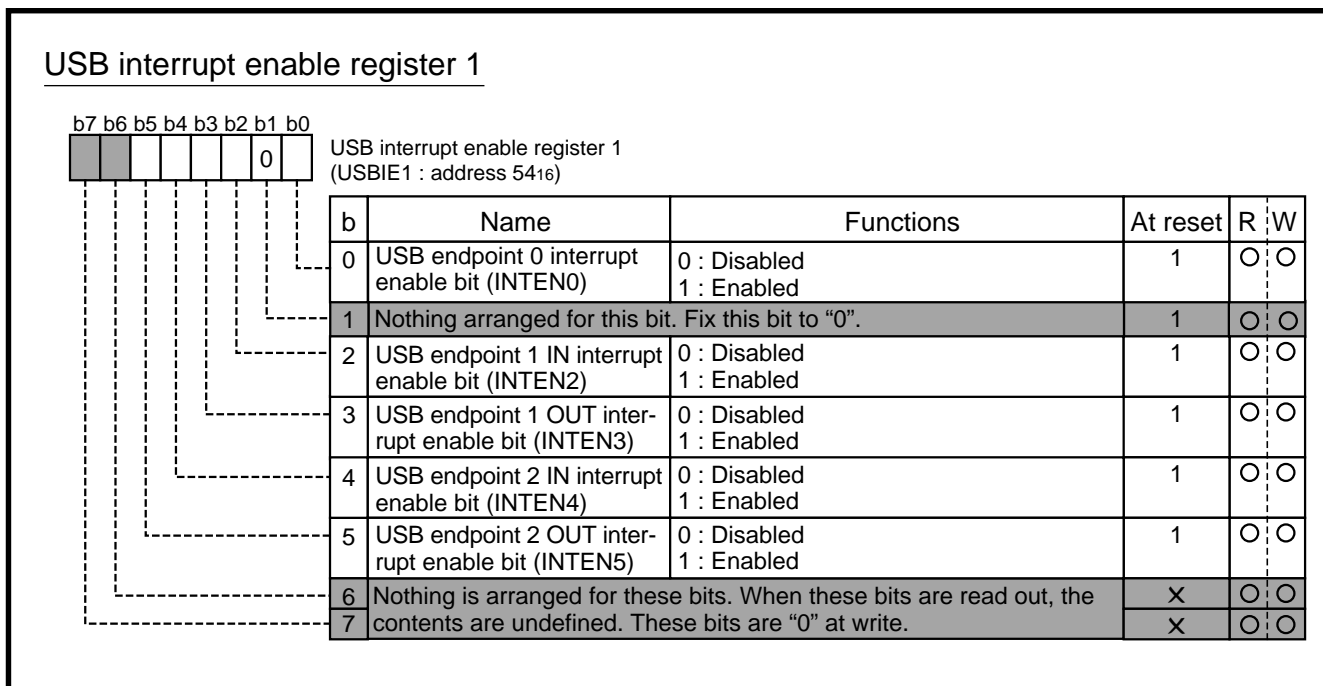 USB interrupt enable register 1
b7 b6 b5 b4 b3 b2 b1 b0
0
USB interrupt enable register 1
(USBIE1 : address 5416)
b Name Functions At reset R W
0 USB endpoint 0 interrupt 0 : Disabled 1 O O
enable bit (INTEN0) 1 : Enabled
1 Nothing arranged for this bit. Fix this bit to “0”. 1 O O
2 USB endpoint 1 IN interrupt 0 : Disabled 1 O O
enable bit (INTEN2) 1 : Enabled
3 USB endpoint 1 OUT inter- 0 : Disabled 1 O O
rupt enable bit (INTEN3) 1 : Enabled
4 USB endpoint 2 IN interrupt 0 : Disabled 1 O O
enable bit (INTEN4) 1 : Enabled
5 USB endpoint 2 OUT inter- 0 : Disabled 1 O O
rupt enable bit (INTEN5) 1 : Enabled
6 Nothing is arranged for these bits. When these bits are read out, the × O O
7 contents are undefined. These bits are “0” at write. × O O